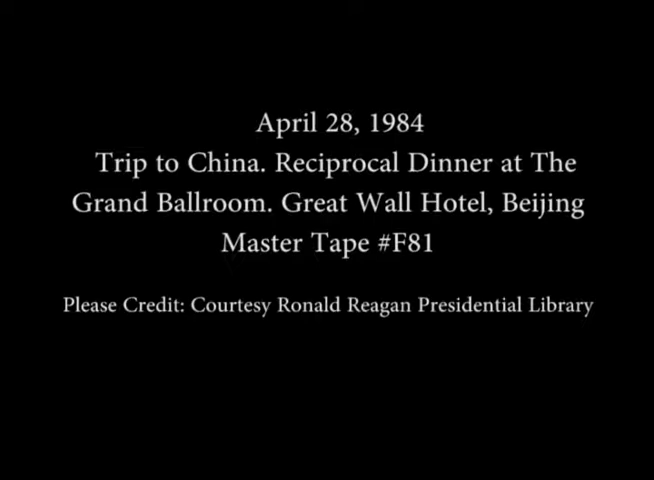 April 28, 1984
Trip to China. Reciprocal Dinner at The
Grand Ballroom. Great Wall Hotel, Beijing
Master Tape #F81
Please Credit: Courtesy Ronald Reagan Presidential Library